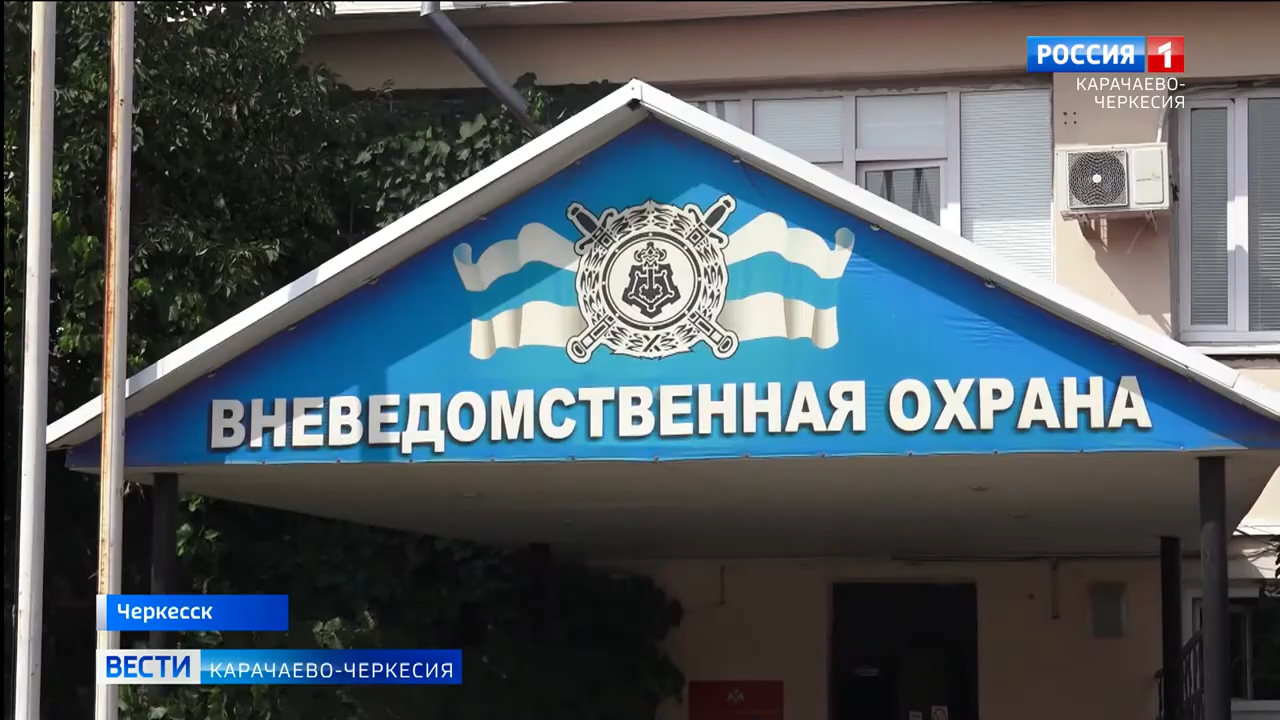 РОССИЯ 1
КАРАЧАЕВО-
ЧЕРКЕСИЯ
ВНЕВЕДОМСТВЕННАЯ ОХРАНА
Черкесск
ВЕСТИ КАРАЧАЕВО-ЧЕРКЕСИЯ